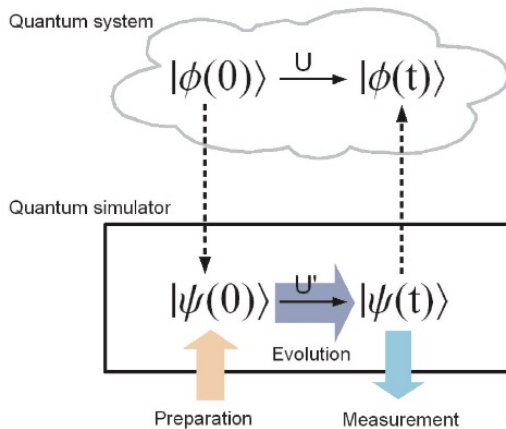 Quantum system
|ϕ(0)⟩ U |ϕ(t)⟩
Quantum simulator
|ψ(0)⟩ U' |ψ(t)⟩
Evolution
Preparation Measurement